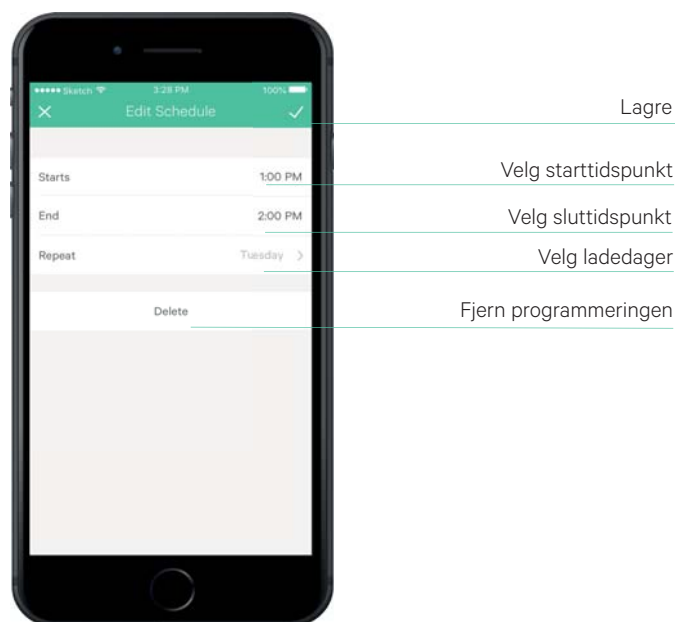 Sketch 3:28 PM 100%
Edit Schedule
Lagre
Starts 1:00 PM
Velg starttidspunkt
End 2:00 PM
Velg sluttidspunkt
Repeat Tuesday
Velg ladedager
Delete
Fjern programmeringen